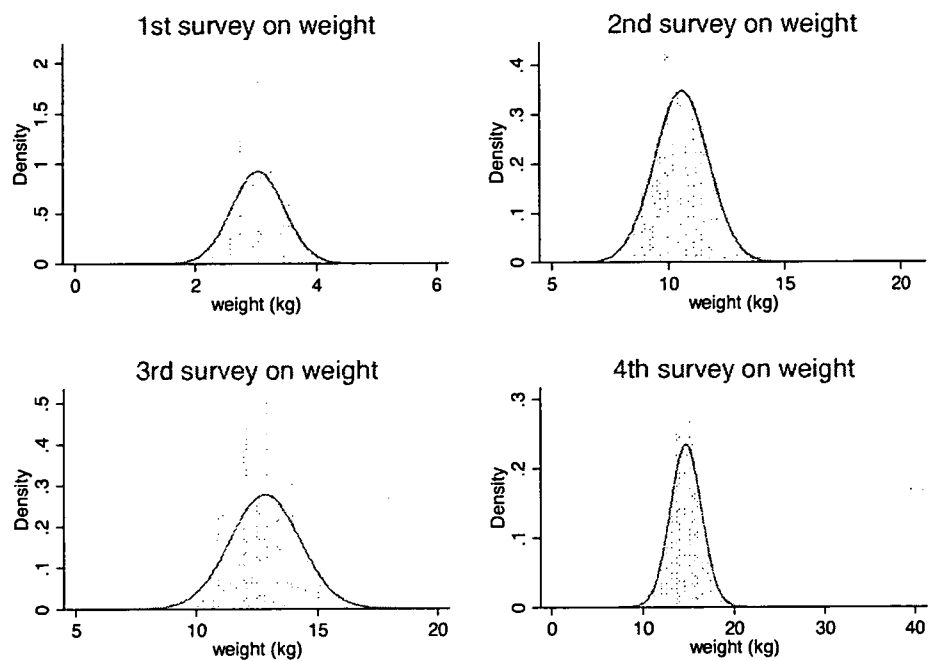 1st survey on weight
2
1.5
1
.5
0
Density
0 2 4 6
weight (kg)
2nd survey on weight
.4
.3
.2
.1
0
Density
5 10 15 20
weight (kg)
3rd survey on weight
.5
.4
.3
.2
.1
0
Density
5 10 15 20
weight (kg)
4th survey on weight
.3
.2
.1
0
Density
0 10 20 30 40
weight (kg)